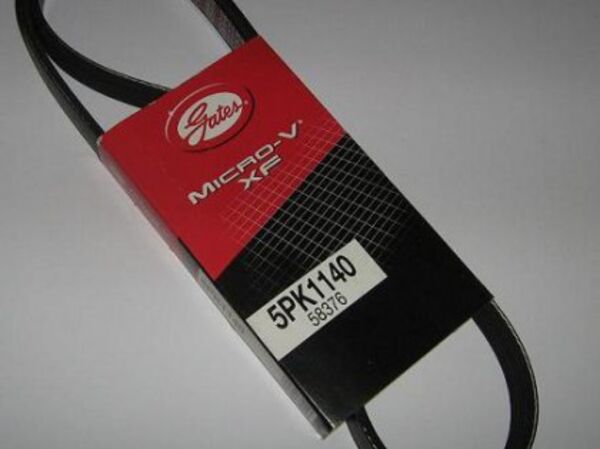 Gates
MICRO-V®
XF
5PK1140
58376